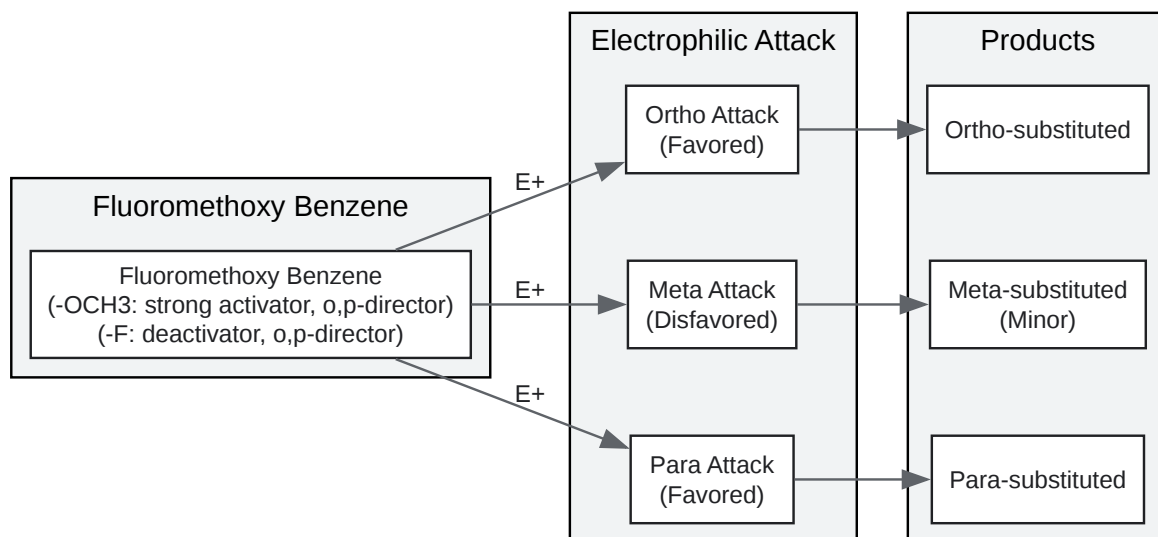 Fluoromethoxy Benzene
Fluoromethoxy Benzene
(-OCH3: strong activator, o,p-director)
(-F: deactivator, o,p-director)
E+
E+
E+
Electrophilic Attack
Ortho Attack
(Favored)
Meta Attack
(Disfavored)
Para Attack
(Favored)
Products
Ortho-substituted
Meta-substituted
(Minor)
Para-substituted